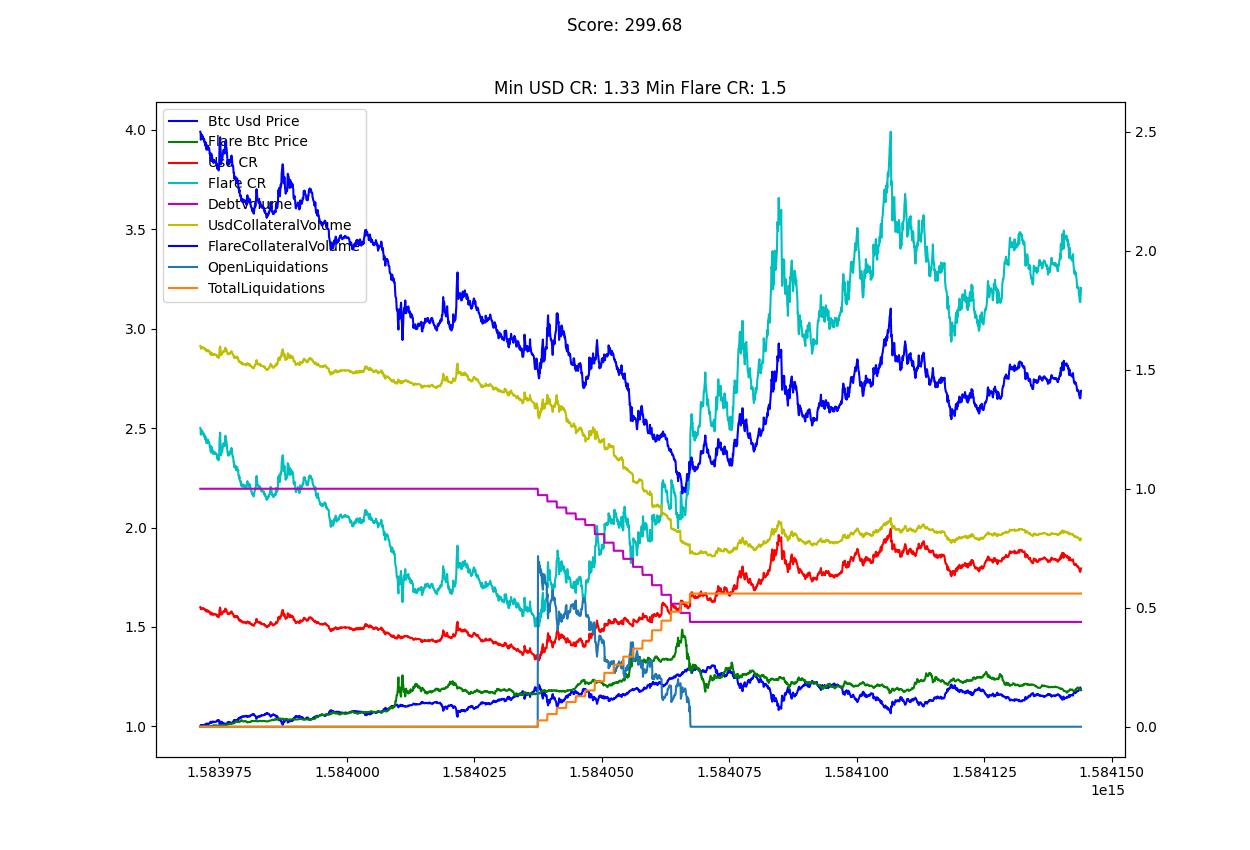 Score: 299.68
Min USD CR: 1.33 Min Flare CR: 1.5
Btc Usd Price
Flare Btc Price
Usd CR
Flare CR
DebtVolume
UsdCollateralVolume
FlareCollateralVolume
OpenLiquidations
TotalLiquidations
4.0
3.5
3.0
2.5
2.0
1.5
1.0
2.5
2.0
1.5
1.0
0.5
0.0
1.583975 1.584000 1.584025 1.584050 1.584075 1.584100 1.584125 1.584150
1e15